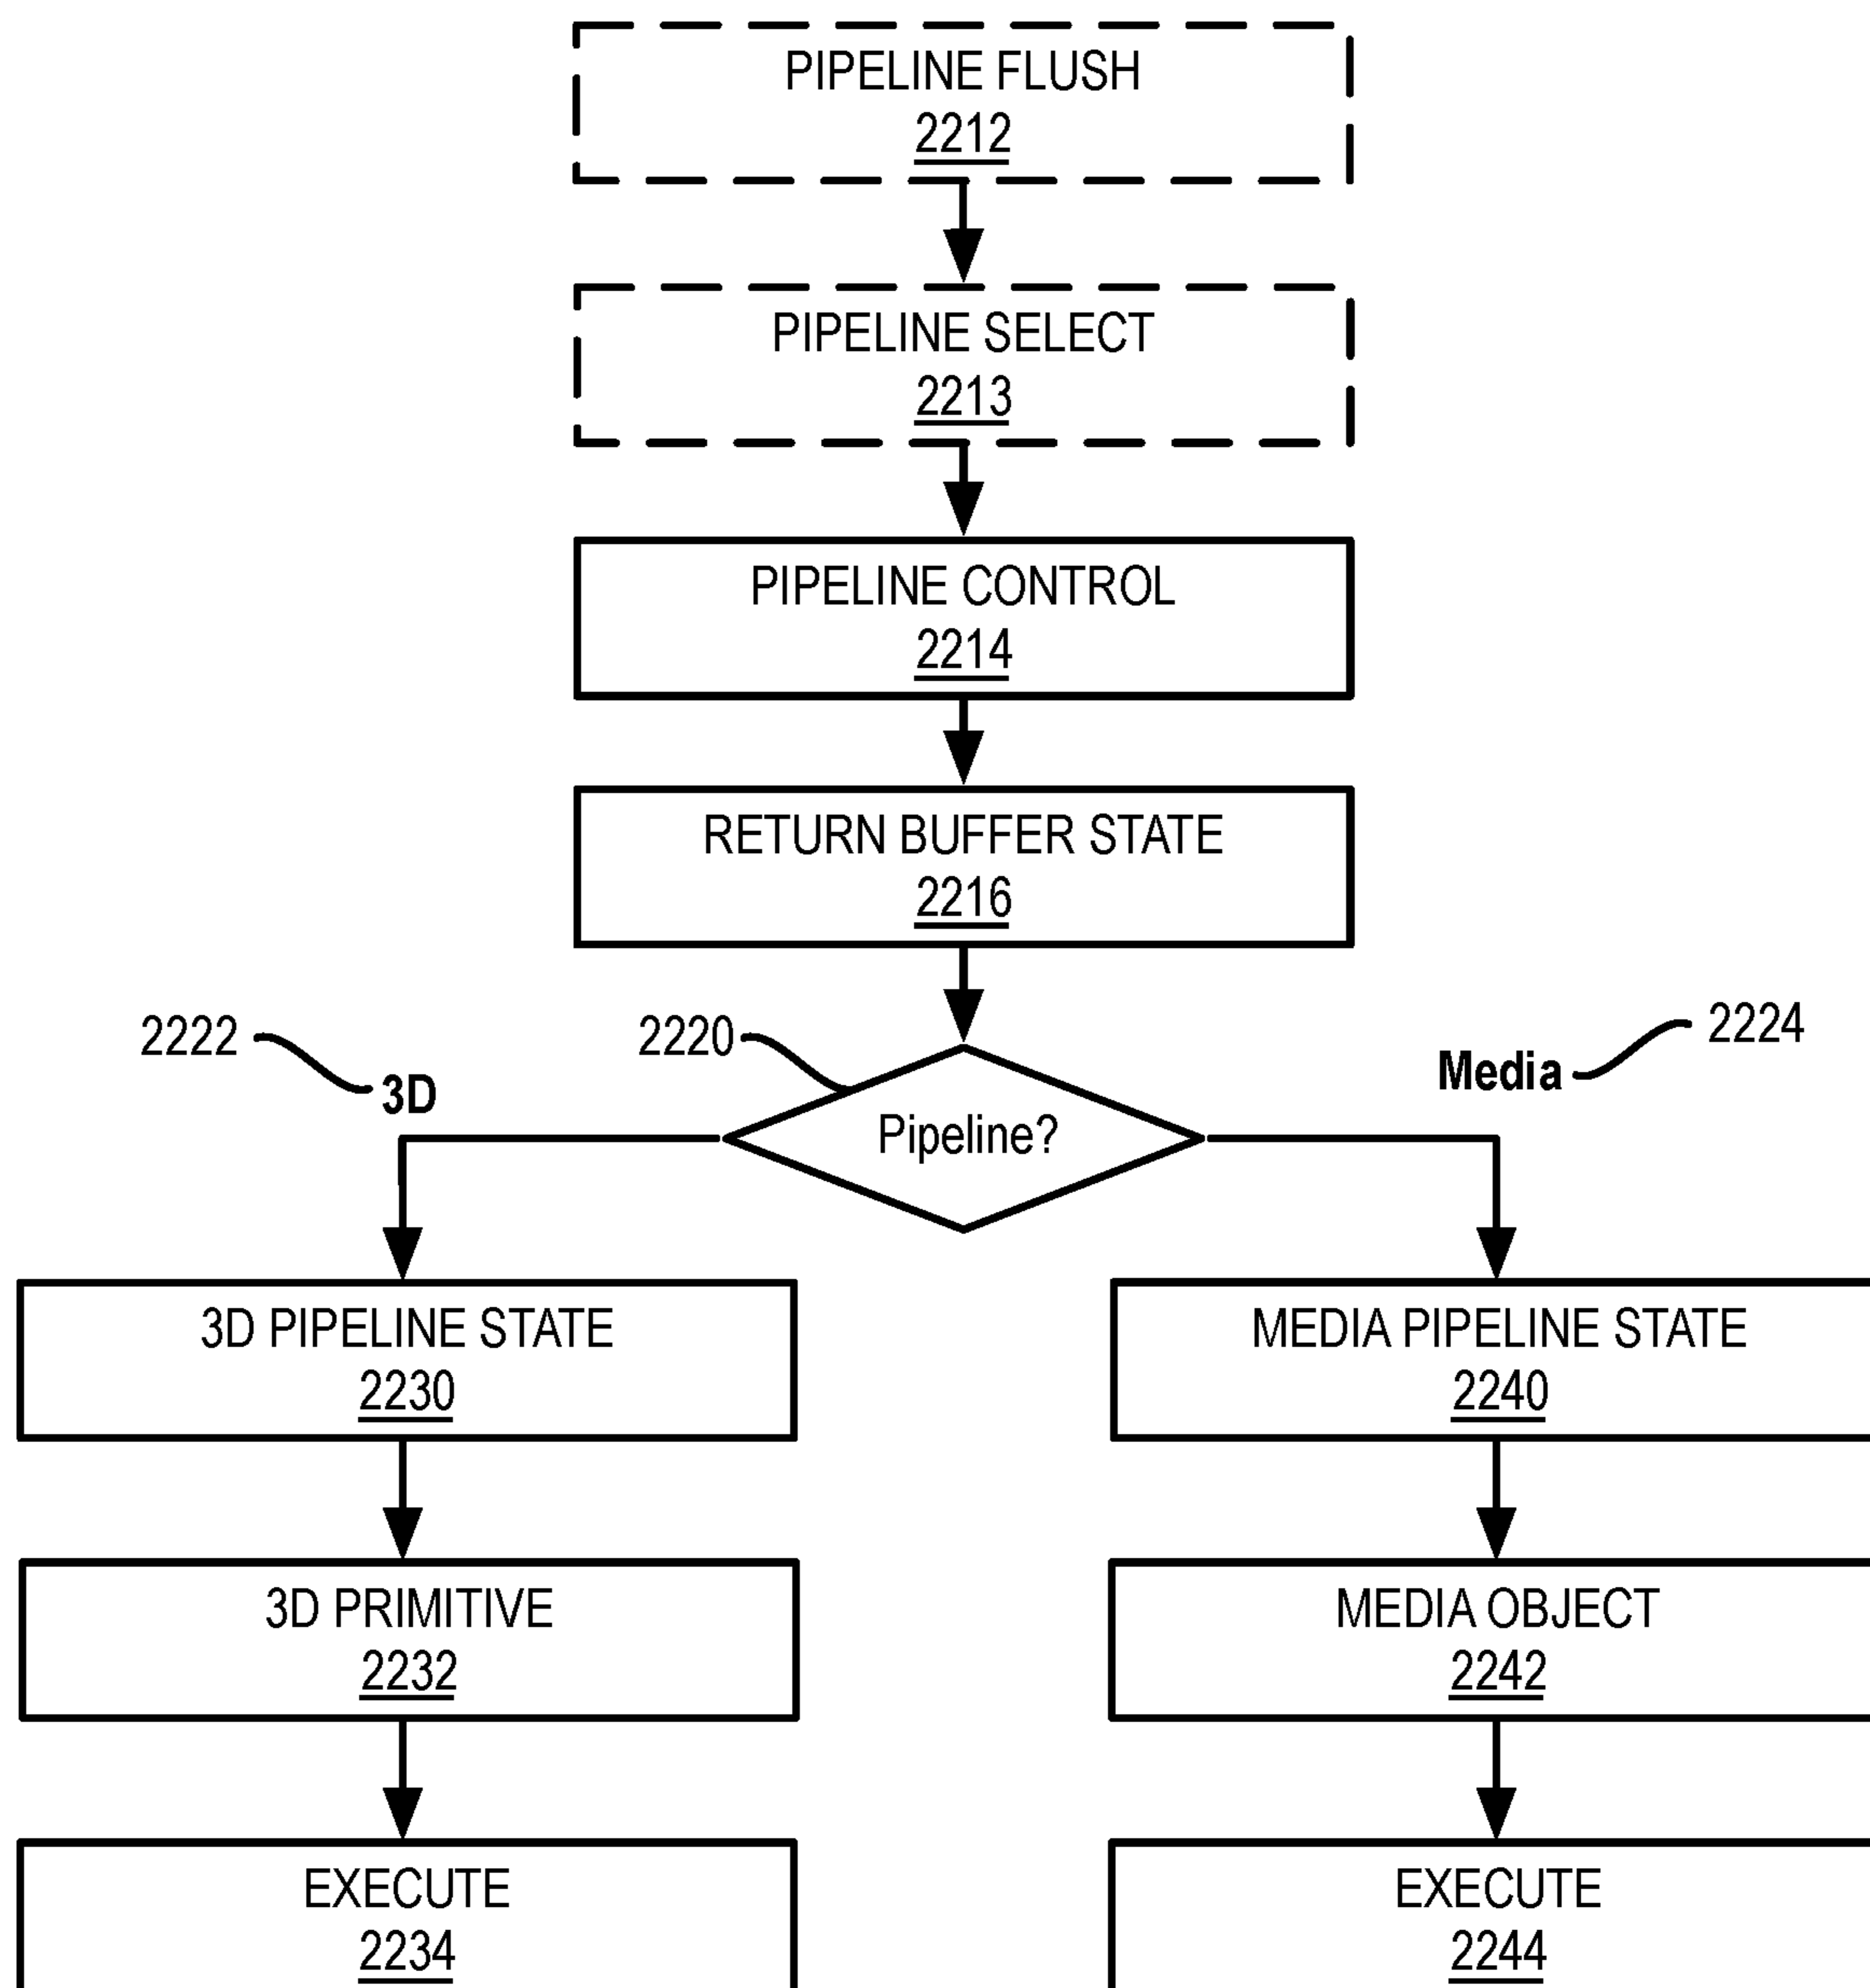 PIPELINE FLUSH
2212
PIPELINE SELECT
2213
PIPELINE CONTROL
2214
RETURN BUFFER STATE
2216
2222
3D
2220
Pipeline?
Media
2224
3D PIPELINE STATE
2230
MEDIA PIPELINE STATE
2240
3D PRIMITIVE
2232
MEDIA OBJECT
2242
EXECUTE
2234
EXECUTE
2244